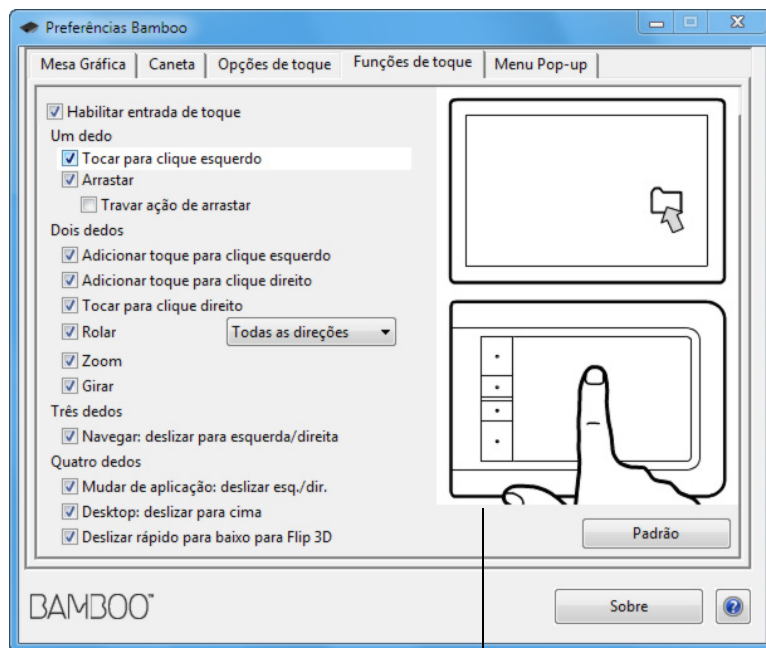 Preferências Bamboo
Mesa Gráfica
Caneta
Opções de toque
Funções de toque
Menu Pop-up
Habilitar entrada de toque
Um dedo
Tocar para clique esquerdo
Arrastar
Travar ação de arrastar
Dois dedos
Adicionar toque para clique esquerdo
Adicionar toque para clique direito
Tocar para clique direito
Rolar
Todas as direções
Zoom
Girar
Três dedos
Navegar: deslizar para esquerda/direita
Quatro dedos
Mudar de aplicação: deslizar esq./dir.
Desktop: deslizar para cima
Deslizar rápido para baixo para Flip 3D
Padrão
BAMBOO™
Sobre
?